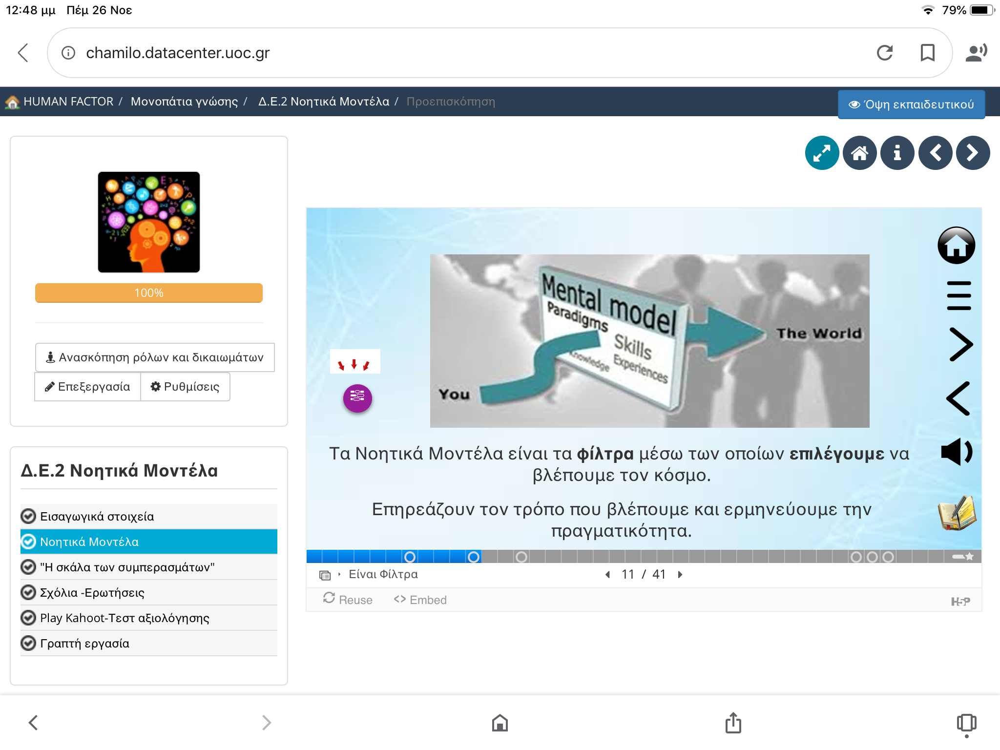 12:48 μμ Πέμ 26 Νοε
79%
chamilo.datacenter.uoc.gr
HUMAN FACTOR / Μονοπάτια γνώσης / Δ.Ε.2 Νοητικά Μοντέλα / Προεπισκόπηση
Όψη εκπαιδευτικού
100%
Ανασκόπηση ρόλων και δικαιωμάτων
Επεξεργασία
Ρυθμίσεις
Δ.Ε.2 Νοητικά Μοντέλα
Εισαγωγικά στοιχεία
Νοητικά Μοντέλα
"Η σκάλα των συμπερασμάτων"
Σχόλια -Ερωτήσεις
Play Kahoot-Τεστ αξιολόγησης
Γραπτή εργασία
Mental model
Paradigms
Skills
Knowledge
Experiences
You
The World
Τα Νοητικά Μοντέλα είναι τα φίλτρα μέσω των οποίων επιλέγουμε να
βλέπουμε τον κόσμο.
Επηρεάζουν τον τρόπο που βλέπουμε και ερμηνεύουμε την
πραγματικότητα.
Είναι Φίλτρα
11 / 41
Reuse
<> Embed
H5P